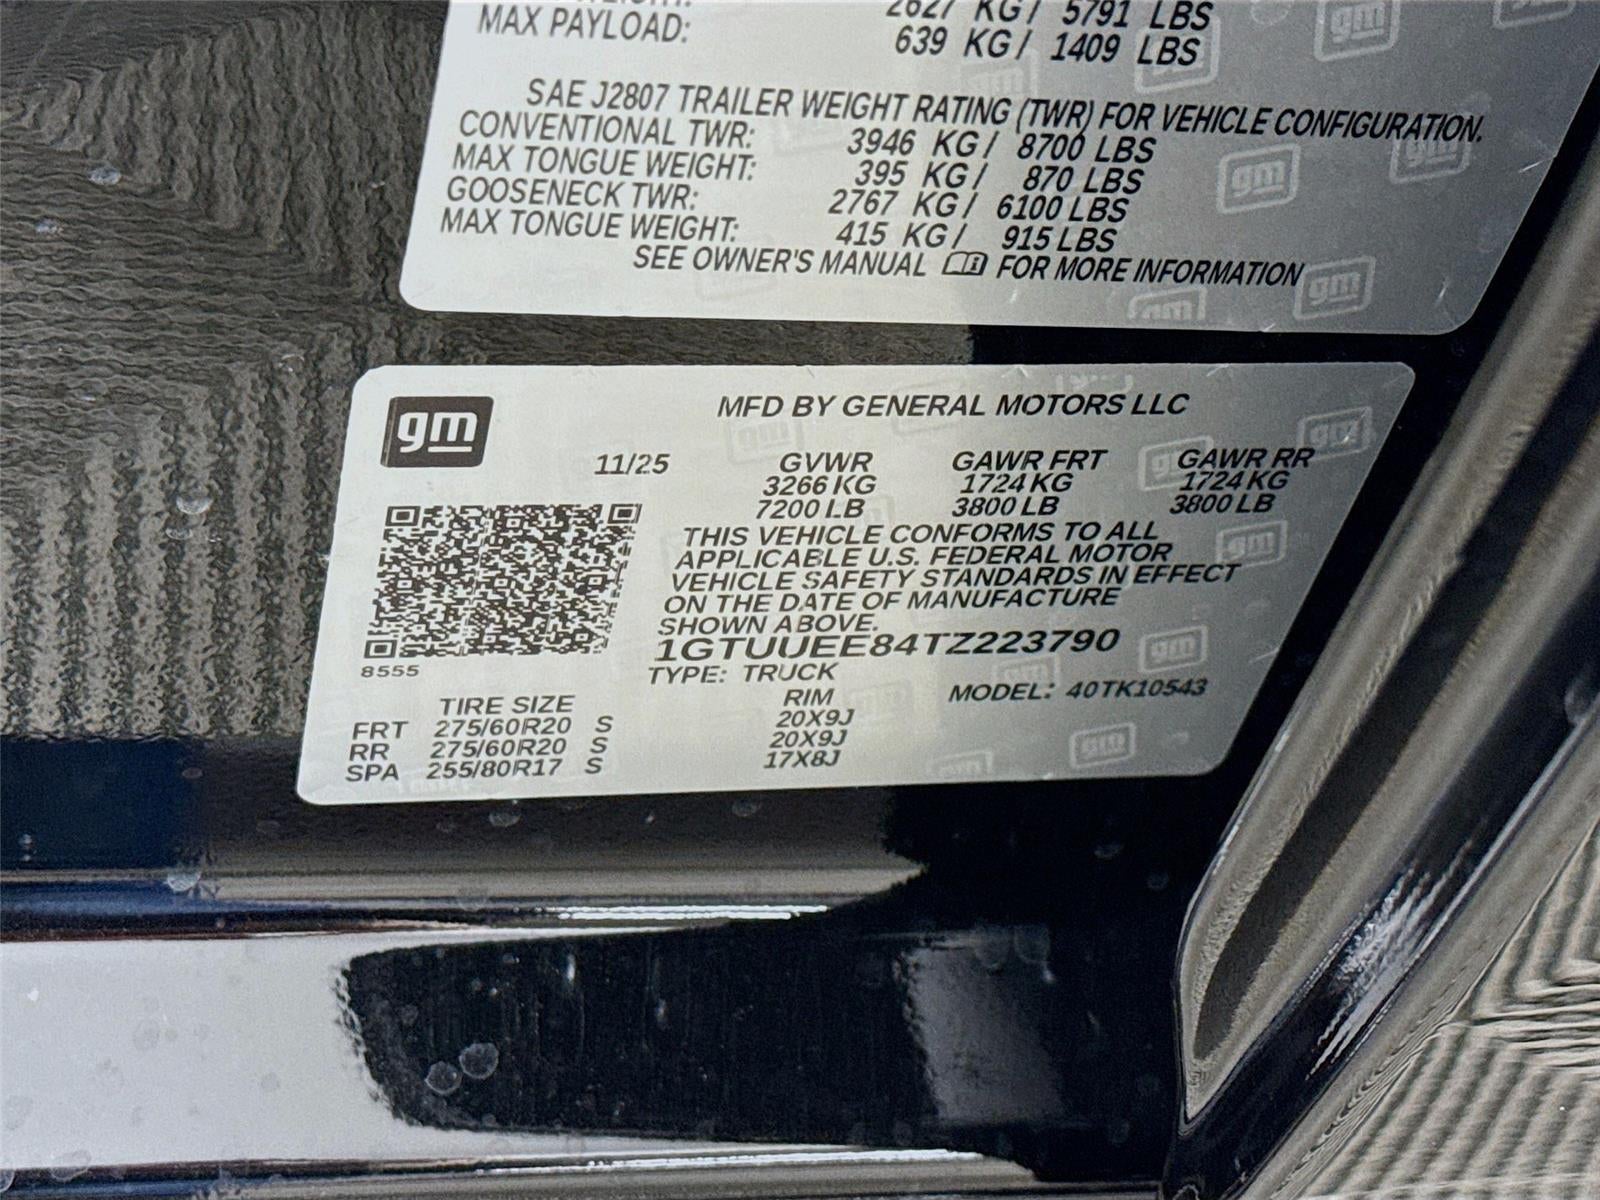 2627 KG / 5791 LBS
MAX PAYLOAD: 639 KG / 1409 LBS
SAE J2807 TRAILER WEIGHT RATING (TWR) FOR VEHICLE CONFIGURATION.
CONVENTIONAL TWR: 3946 KG / 8700 LBS
MAX TONGUE WEIGHT: 395 KG / 870 LBS
GOOSENECK TWR: 2767 KG / 6100 LBS
MAX TONGUE WEIGHT: 415 KG / 915 LBS
SEE OWNER'S MANUAL FOR MORE INFORMATION
gm
MFD BY GENERAL MOTORS LLC
11/25 GVWR GAWR FRT GAWR RR
3266 KG 1724 KG 1724 KG
7200 LB 3800 LB 3800 LB
THIS VEHICLE CONFORMS TO ALL
APPLICABLE U.S. FEDERAL MOTOR
VEHICLE SAFETY STANDARDS IN EFFECT
ON THE DATE OF MANUFACTURE
SHOWN ABOVE.
1GTUUEE84TZ223790
8555
TYPE: TRUCK MODEL: 40TK10543
TIRE SIZE RIM
FRT 275/60R20 S 20X9J
RR 275/60R20 S 20X9J
SPA 255/80R17 S 17X8J